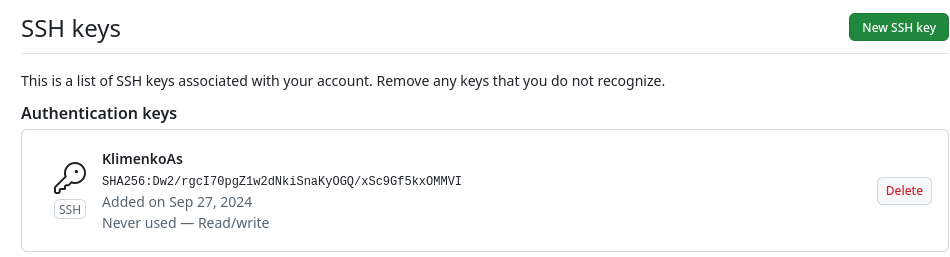 SSH keys
New SSH key
This is a list of SSH keys associated with your account. Remove any keys that you do not recognize.
Authentication keys
KlimenkoAs
SHA256:Dw2/rgcI70pgZ1w2dNkiSnaKyOGQ/xSc9Gf5kxOMMVI
SSH
Added on Sep 27, 2024
Never used — Read/write
Delete